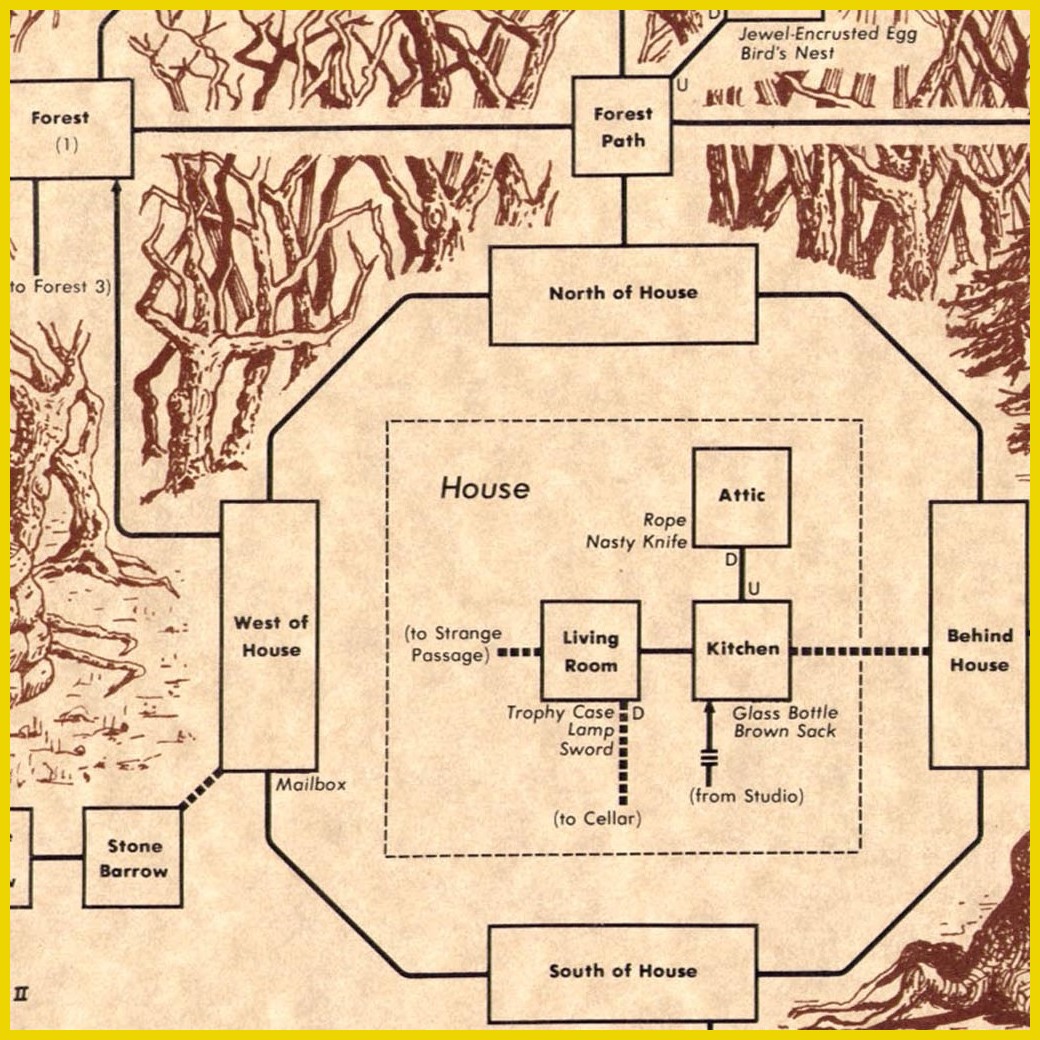 D
Jewel-Encrusted Egg
Bird's Nest
U
Forest
(1)
Forest
Path
to Forest 3)
North of House
House
Attic
Rope
Nasty Knife
D
U
West of
House
(to Strange
Passage)
Living
Room
Kitchen
Behind
House
Trophy Case
Lamp
Sword
D
Glass Bottle
Brown Sack
Mailbox
(from Studio)
(to Cellar)
Stone
Barrow
South of House
II